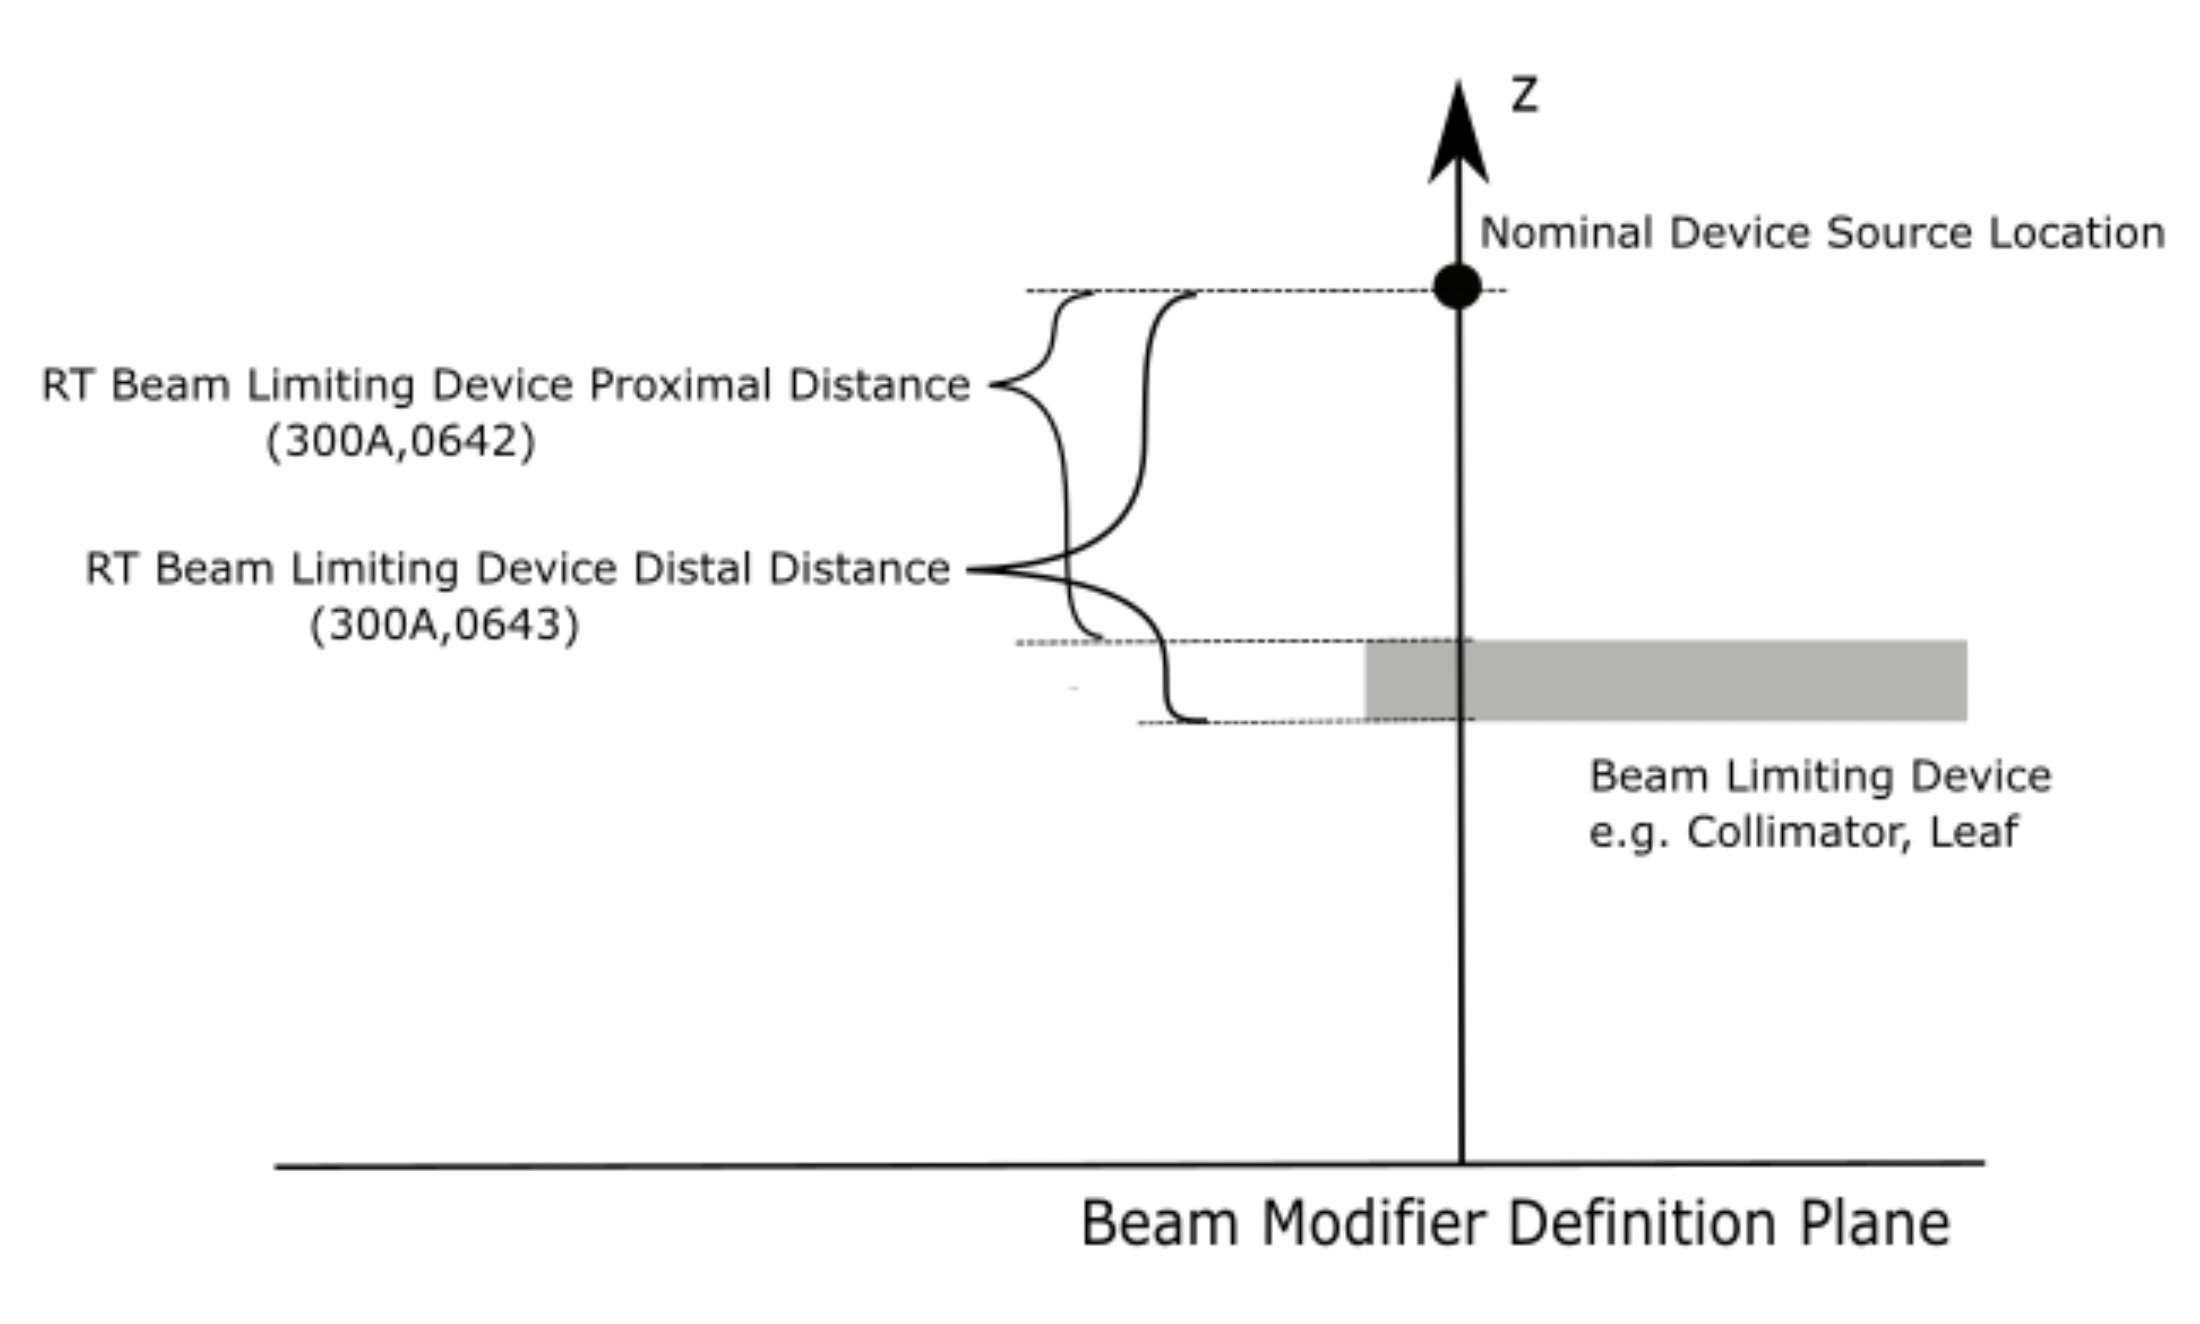 Z
Nominal Device Source Location
RT Beam Limiting Device Proximal Distance
(300A,0642)
RT Beam Limiting Device Distal Distance
(300A,0643)
Beam Limiting Device
e.g. Collimator, Leaf
Beam Modifier Definition Plane